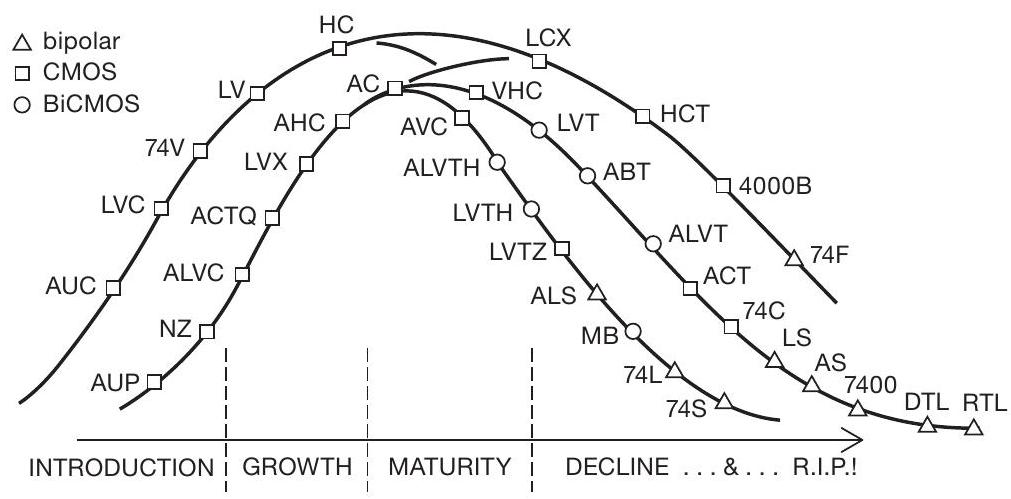 bipolar
CMOS
BiCMOS
HC
LV
74V
LVC
AUC
LCX
HCT
4000B
74F
AC
AHC
LVX
ACTQ
ALVC
NZ
AUP
VHC
LVT
ABT
ALVT
ACT
74C
LS
AS
7400
DTL
RTL
AVC
ALVTH
LVTH
LVTZ
ALS
MB
74L
74S
INTRODUCTION
GROWTH
MATURITY
DECLINE . . . & . . . R.I.P.!